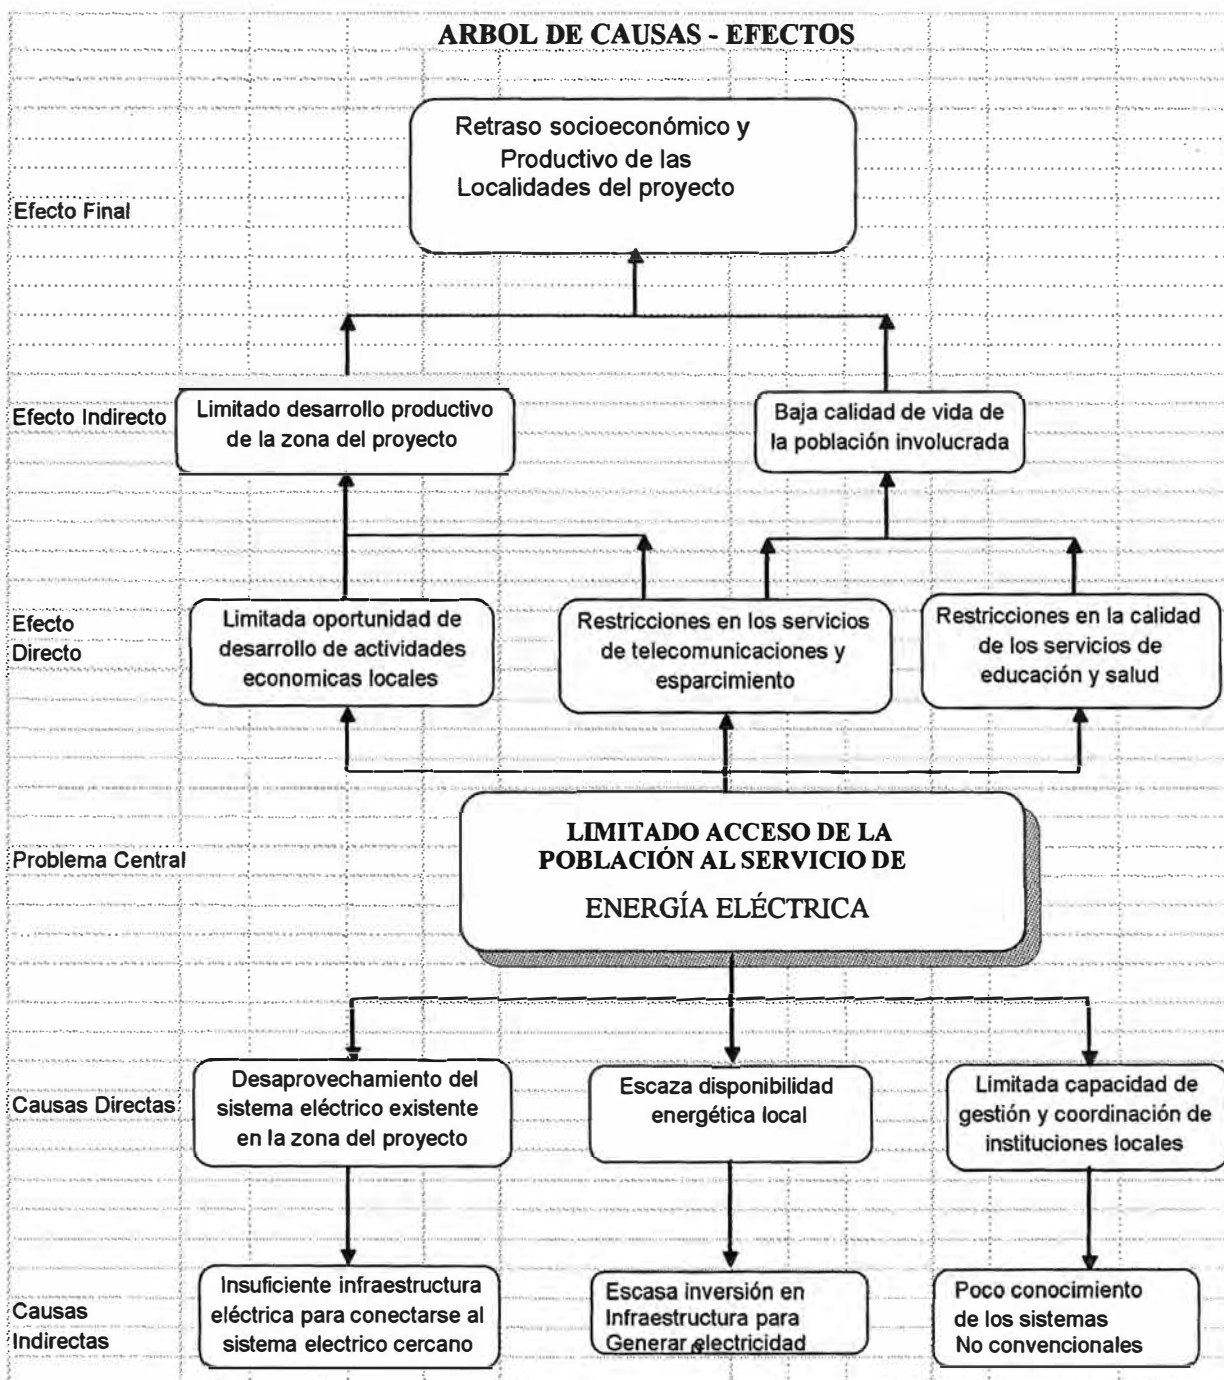 ARBOL DE CAUSAS - EFECTOS
Retraso socioeconómico y
Productivo de las
Localidades del proyecto
Efecto Final
Efecto Indirecto
Limitado desarrollo productivo
de la zona del proyecto
Baja calidad de vida de
la población involucrada
Efecto
Directo
Limitada oportunidad de
desarrollo de actividades
economicas locales
Restricciones en los servicios
de telecomunicaciones y
esparcimiento
Restricciones en la calidad
de los servicios de
educación y salud
Problema Central
LIMITADO ACCESO DE LA
POBLACIÓN AL SERVICIO DE
ENERGÍA ELÉCTRICA
Causas Directas
Desaprovechamiento del
sistema eléctrico existente
en la zona del proyecto
Escaza disponibilidad
energética local
Limitada capacidad de
gestión y coordinación de
instituciones locales
Causas
Indirectas
Insuficiente infraestructura
eléctrica para conectarse al
sistema electrico cercano
Escasa inversión en
Infraestructura para
Generar electricidad
Poco conocimiento
de los sistemas
No convencionales